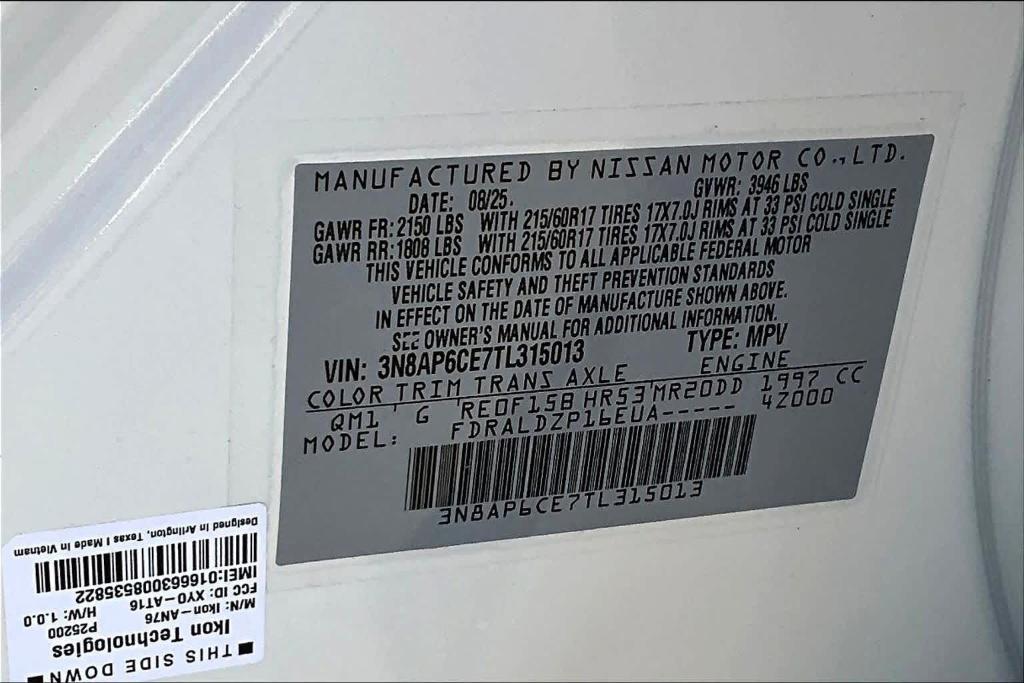 MANUFACTURED BY NISSAN MOTOR CO., LTD.
DATE: 08/25. GVWR: 3946 LBS
GAWR FR: 2150 LBS WITH 215/60R17 TIRES 17X7.0J RIMS AT 33 PSI COLD SINGLE
GAWR RR: 1808 LBS WITH 215/60R17 TIRES 17X7.0J RIMS AT 33 PSI COLD SINGLE
THIS VEHICLE CONFORMS TO ALL APPLICABLE FEDERAL MOTOR
VEHICLE SAFETY AND THEFT PREVENTION STANDARDS
IN EFFECT ON THE DATE OF MANUFACTURE SHOWN ABOVE.
SEE OWNER'S MANUAL FOR ADDITIONAL INFORMATION.
VIN: 3N8AP6CE7TL315013 TYPE: MPV
COLOR TRIM TRANS AXLE ENGINE
QM1 G RE0F15B HR53 MR20DD 1997 CC
MODEL: FDRALDZP16EUA----- 4Z000
3N8AP6CE7TL315013
THIS SIDE DOWN
Ikon Technologies
P25200
M/N: Ikon-AN76 H/W: 1.0.0
FCC ID: XYO-AT16
IMEI:016663008535822
Designed in Arlington, Texas | Made in Vietnam